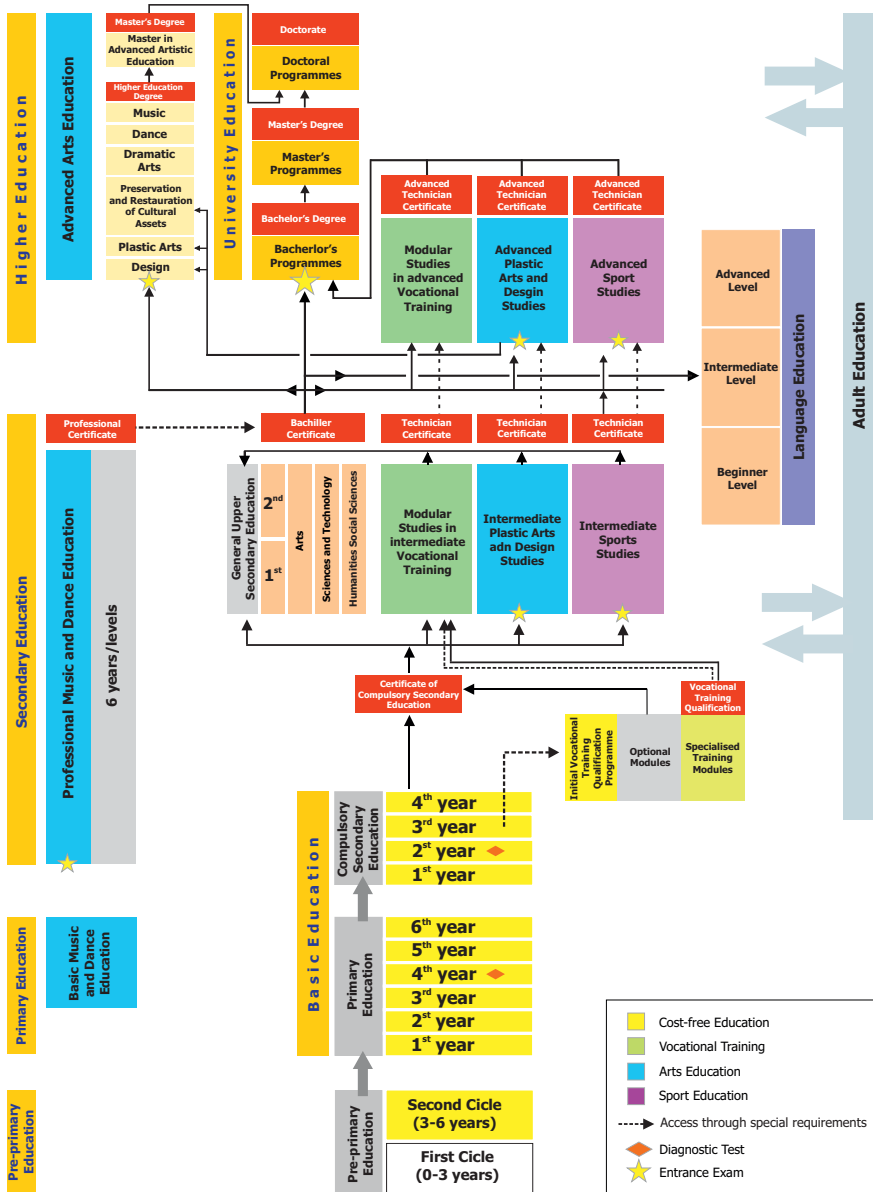 Higher Education
Advanced Arts Education
Master's Degree
Master in
Advanced Artistic
Education
Higher Education
Degree
Music
Dance
Dramatic
Arts
Preservation
and Restauration
of Cultural
Assets
Plastic Arts
Design
University Education
Doctorate
Doctoral
Programmes
Master's Degree
Master's
Programmes
Bachelor's Degree
Bacherlor's
Programmes
Advanced
Technician
Certificate
Advanced
Technician
Certificate
Advanced
Technician
Certificate
Modular
Studies
in advanced
Vocational
Training
Advanced
Plastic
Arts and
Desgin
Studies
Advanced
Sport
Studies
Advanced
Level
Intermediate
Level
Beginner
Level
Language Education
Adult Education
Secondary Education
Professional
Certificate
Bachiller
Certificate
Technician
Certificate
Technician
Certificate
Technician
Certificate
Professional Music and Dance Education
6 years/levels
General Upper
Secondary Education
2nd
1st
Arts
Sciences and Technology
Humanities Social Sciences
Modular
Studies in
intermediate
Vocational
Training
Intermediate
Plastic Arts
adn Design
Studies
Intermediate
Sports
Studies
Certificate of
Compulsory Secondary
Education
Vocational
Training
Qualification
Initial Vocational
Training
Qualification
Programme
Optional
Modules
Specialised
Training
Modules
Basic Education
Compulsory
Secondary
Education
4th year
3rd year
2st year
1st year
Primary Education
Basic Music
and Dance
Education
Primary
Education
6th year
5th year
4th year
3rd year
2st year
1st year
Pre-primary
Education
Pre-primary
Education
Second Cicle
(3-6 years)
First Cicle
(0-3 years)
Cost-free Education
Vocational Training
Arts Education
Sport Education
Access through special requirements
Diagnostic Test
Entrance Exam